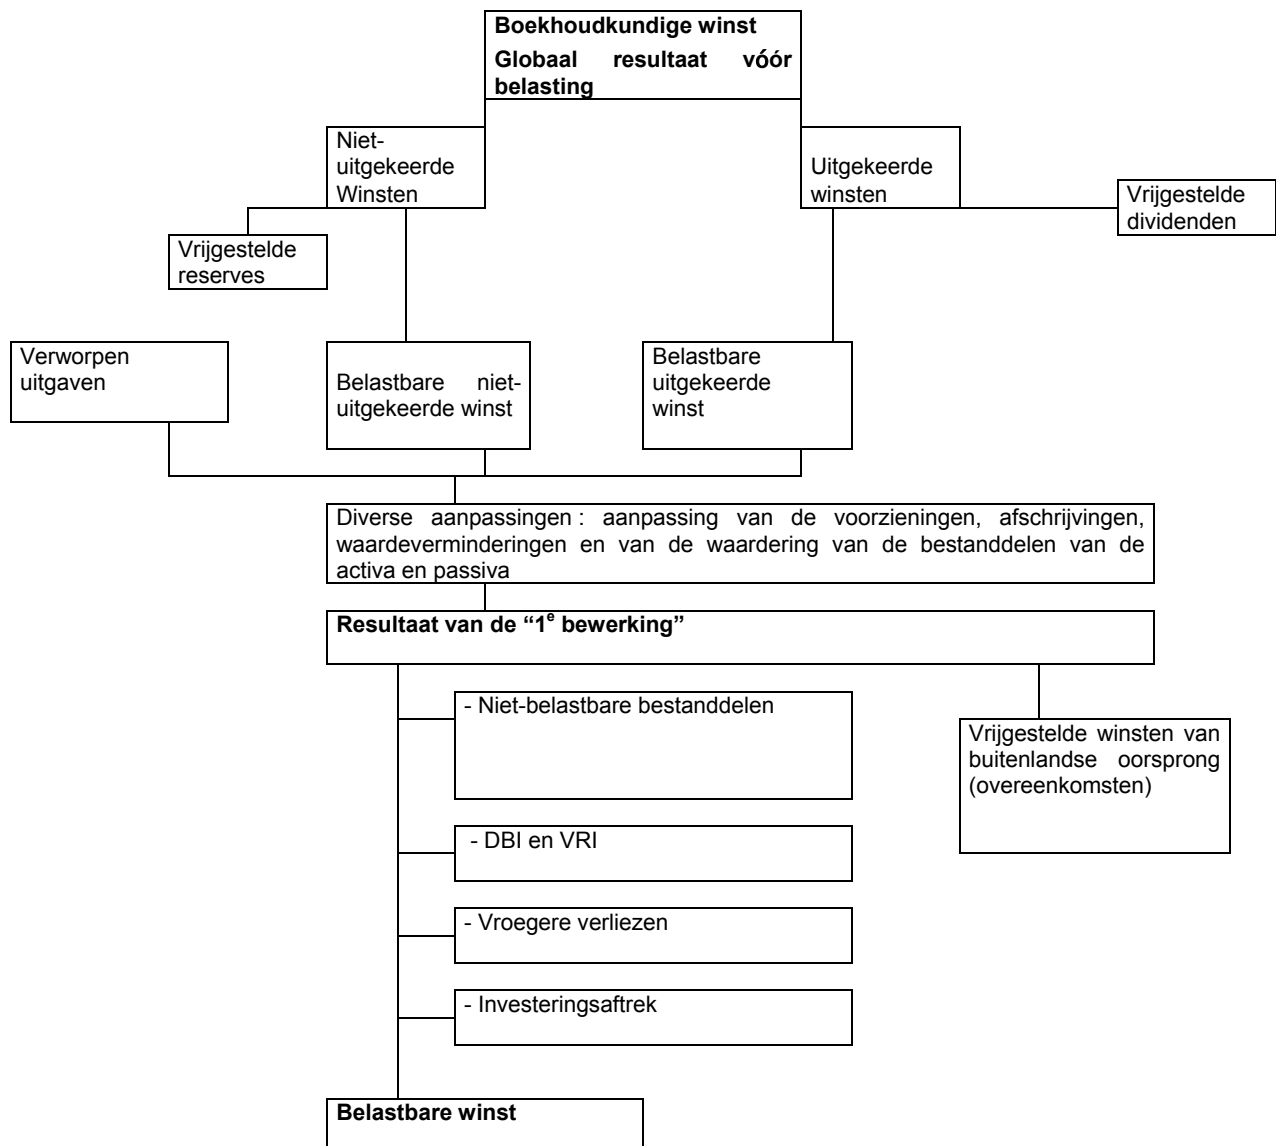 Boekhoudkundige winst
Globaal resultaat vóór
belasting
Niet-
uitgekeerde
Winsten
Uitgekeerde
winsten
Vrijgestelde
dividenden
Vrijgestelde
reserves
Verworpen
uitgaven
Belastbare niet-
uitgekeerde winst
Belastbare
uitgekeerde
winst
Diverse aanpassingen : aanpassing van de voorzieningen, afschrijvingen,
waardeverminderingen en van de waardering van de bestanddelen van de
activa en passiva
Resultaat van de “1e bewerking”
- Niet-belastbare bestanddelen
Vrijgestelde winsten van
buitenlandse oorsprong
(overeenkomsten)
- DBI en VRI
- Vroegere verliezen
- Investeringsaftrek
Belastbare winst